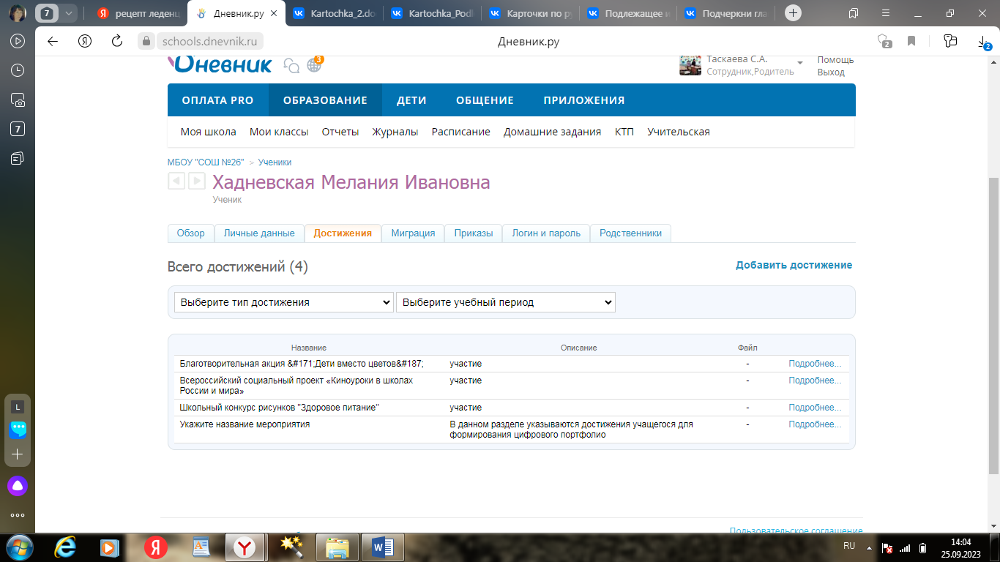 7
рецепт леденц
Дневник.ру
Kartochka_2.do
Kartochka_Pod
Карточки по ру
Подлежащее и
Подчеркни гла
schools.dnevnik.ru
Дневник.ру
2
2
7
Дневник
3
Таскаева С.А.
Сотрудник,Родитель
Помощь
Выход
ОПЛАТА PRO ОБРАЗОВАНИЕ ДЕТИ ОБЩЕНИЕ ПРИЛОЖЕНИЯ
Моя школа Мои классы Отчеты Журналы Расписание Домашние задания КТП Учительская
МБОУ "СОШ №26" > Ученики
Хадневская Мелания Ивановна
Ученик
Обзор Личные данные Достижения Миграция Приказы Логин и пароль Родственники
Всего достижений (4)
Добавить достижение
Выберите тип достижения Выберите учебный период
Название Описание Файл
Благотворительная акция &#171;Дети вместо цветов&#187; участие - Подробнее...
Всероссийский социальный проект «Киноуроки в школах участие - Подробнее...
России и мира»
Школьный конкурс рисунков "Здоровое питание" участие - Подробнее...
Укажите название мероприятия В данном разделе указываются достижения учащегося для - Подробнее...
формирования цифрового портфолио
L
Пользовательское соглашение
RU
14:04
25.09.2023